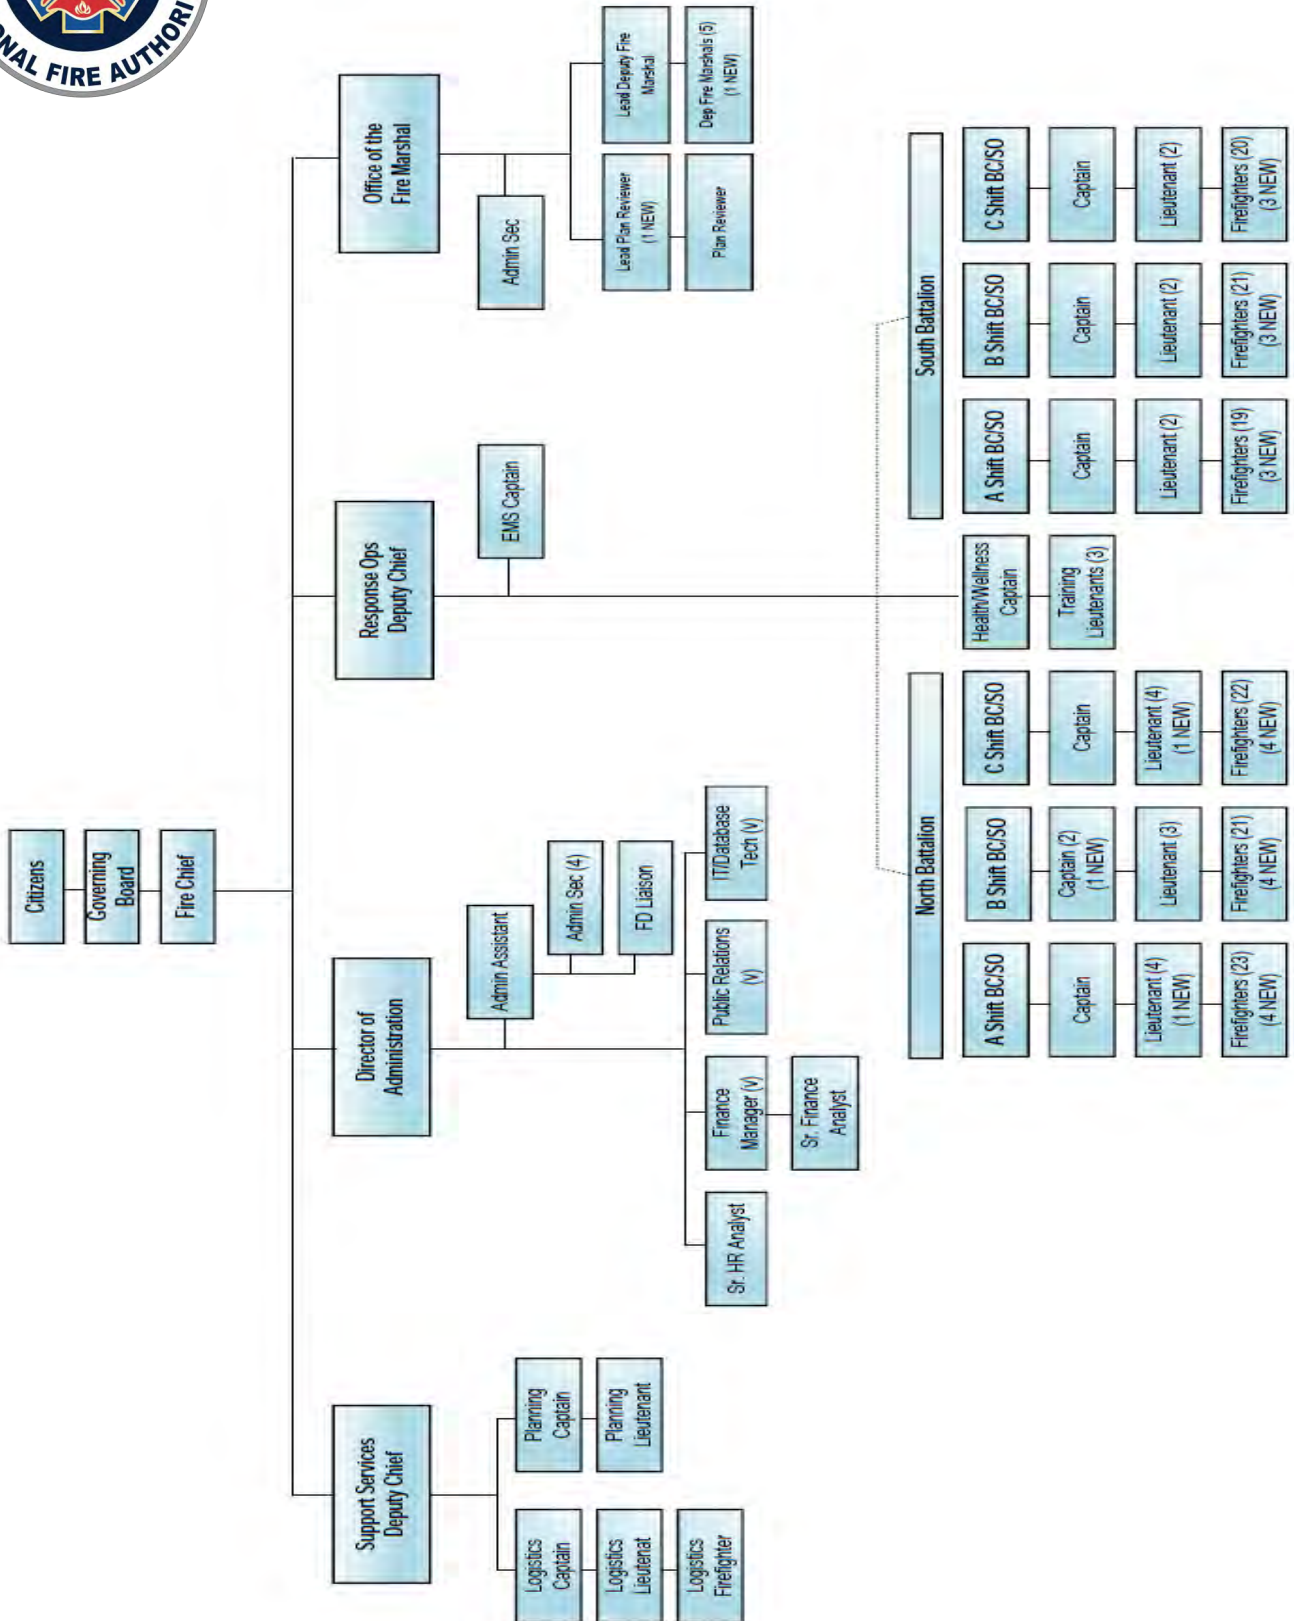 ONAL FIRE AUTHORI
Citizens
Governing
Board
Fire Chief
Support Services
Deputy Chief
Logistics
Captain
Logistics
Lieutenat
Logistics
Firefighter
Planning
Captain
Planning
Lieutenant
Director of
Administration
Admin Assistant
Admin Sec (4)
FD Liaison
Sr. HR Analyst
Finance
Manager (v)
Sr. Finance
Analyst
Public Relations
(v)
IT/Database
Tech (v)
Response Ops
Deputy Chief
EMS Captain
North Battalion
A Shift BC/SO
Captain
Lieutenant (4)
(1 NEW)
Firefighters (23)
(4 NEW)
B Shift BC/SO
Captain (2)
(1 NEW)
Lieutenant (3)
Firefighters (21)
(4 NEW)
C Shift BC/SO
Captain
Lieutenant (4)
(1 NEW)
Firefighters (22)
(4 NEW)
Health/Wellness
Captain
Training
Lieutenants (3)
South Battalion
A Shift BC/SO
Captain
Lieutenant (2)
Firefighters (19)
(3 NEW)
B Shift BC/SO
Captain
Lieutenant (2)
Firefighters (21)
(3 NEW)
C Shift BC/SO
Captain
Lieutenant (2)
Firefighters (20)
(3 NEW)
Office of the
Fire Marshal
Admin Sec
Lead Plan Reviewer
(1 NEW)
Plan Reviewer
Lead Deputy Fire
Marshal
Dep Fire Marshals (5)
(1 NEW)